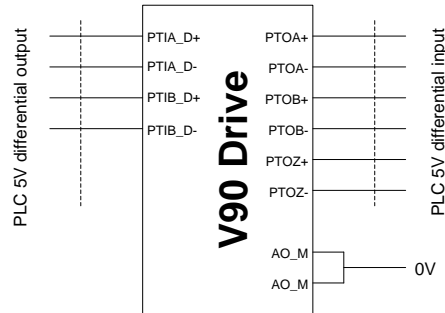 PLC 5V differential output
PTIA_D+
PTIA_D-
PTIB_D+
PTIB_D-
V90 Drive
PTOA+
PTOA-
PTOB+
PTOB-
PTOZ+
PTOZ-
AO_M
AO_M
0V
PLC 5V differential input